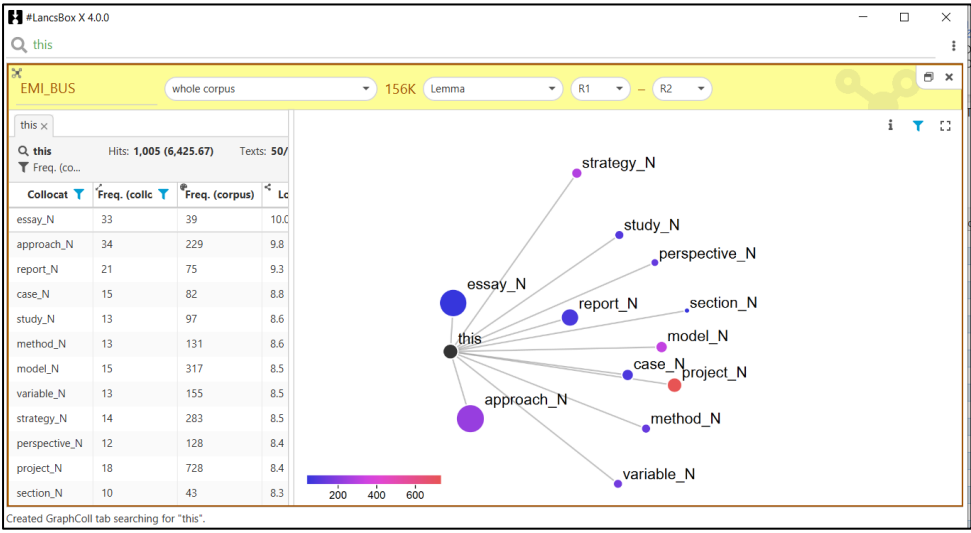 #LancsBox X 4.0.0
this
EMI_BUS
whole corpus
156K
Lemma
R1
–
R2
this ×
this Hits: 1,005 (6,425.67) Texts: 50/
Freq. (co...
Collocat Freq. (collc Freq. (corpus) Lo
essay_N 33 39 10.0
approach_N 34 229 9.8
report_N 21 75 9.3
case_N 15 82 8.8
study_N 13 97 8.6
method_N 13 131 8.6
model_N 15 317 8.5
variable_N 13 155 8.5
strategy_N 14 283 8.5
perspective_N 12 128 8.4
project_N 18 728 8.4
section_N 10 43 8.3
strategy_N
study_N
perspective_N
essay_N
report_N
section_N
this
model_N
case_N
project_N
approach_N
method_N
variable_N
200 400 600
Created GraphColl tab searching for "this".